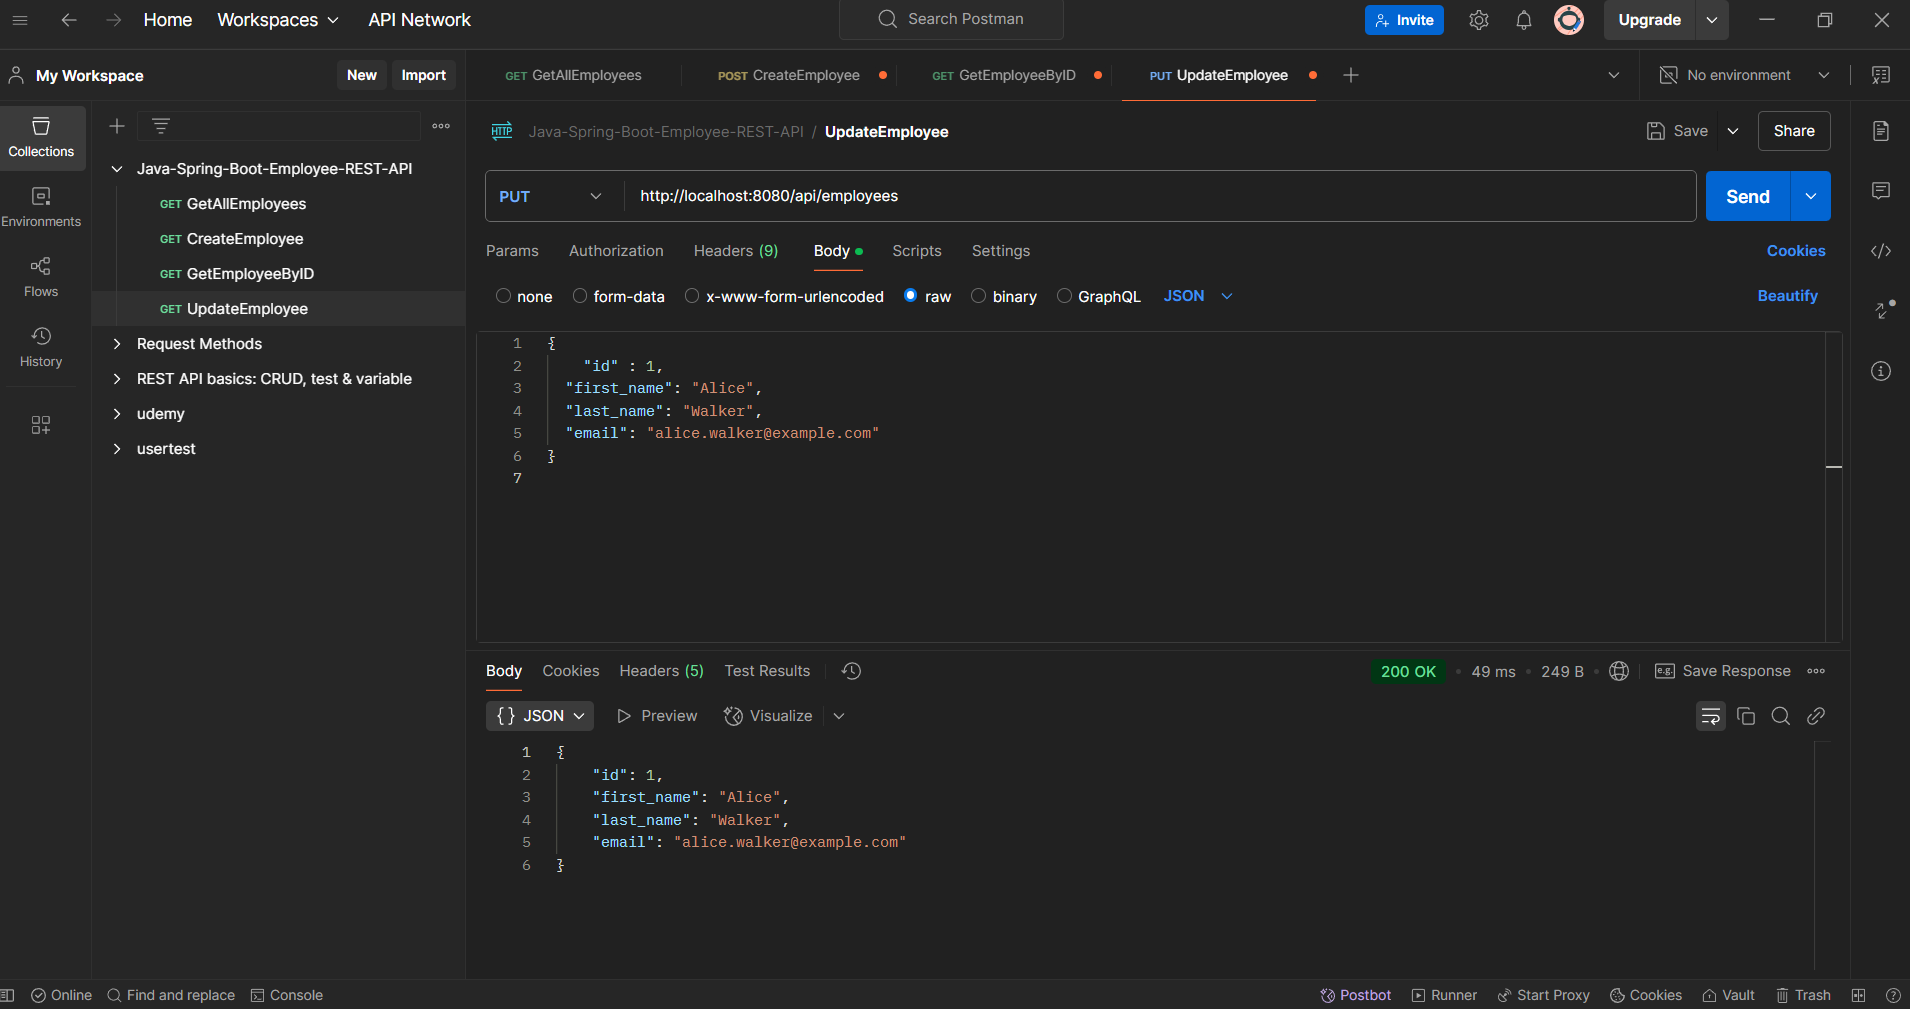 Home Workspaces API Network Search Postman Invite Upgrade
My Workspace New Import GET GetAllEmployees POST CreateEmployee GET GetEmployeeByID PUT UpdateEmployee No environment
Collections
Environments
Flows
History
Java-Spring-Boot-Employee-REST-API
GET GetAllEmployees
GET CreateEmployee
GET GetEmployeeByID
GET UpdateEmployee
Request Methods
REST API basics: CRUD, test & variable
udemy
usertest
HTTP Java-Spring-Boot-Employee-REST-API / UpdateEmployee Save Share
PUT http://localhost:8080/api/employees Send
Params Authorization Headers (9) Body Scripts Settings Cookies
none form-data x-www-form-urlencoded raw binary GraphQL JSON Beautify
1 {
2 "id" : 1,
3 "first_name": "Alice",
4 "last_name": "Walker",
5 "email": "alice.walker@example.com"
6 }
7
Body Cookies Headers (5) Test Results 200 OK • 49 ms • 249 B • e.g. Save Response
{} JSON Preview Visualize
1 {
2 "id": 1,
3 "first_name": "Alice",
4 "last_name": "Walker",
5 "email": "alice.walker@example.com"
6 }
Online Find and replace Console Postbot Runner Start Proxy Cookies Vault Trash